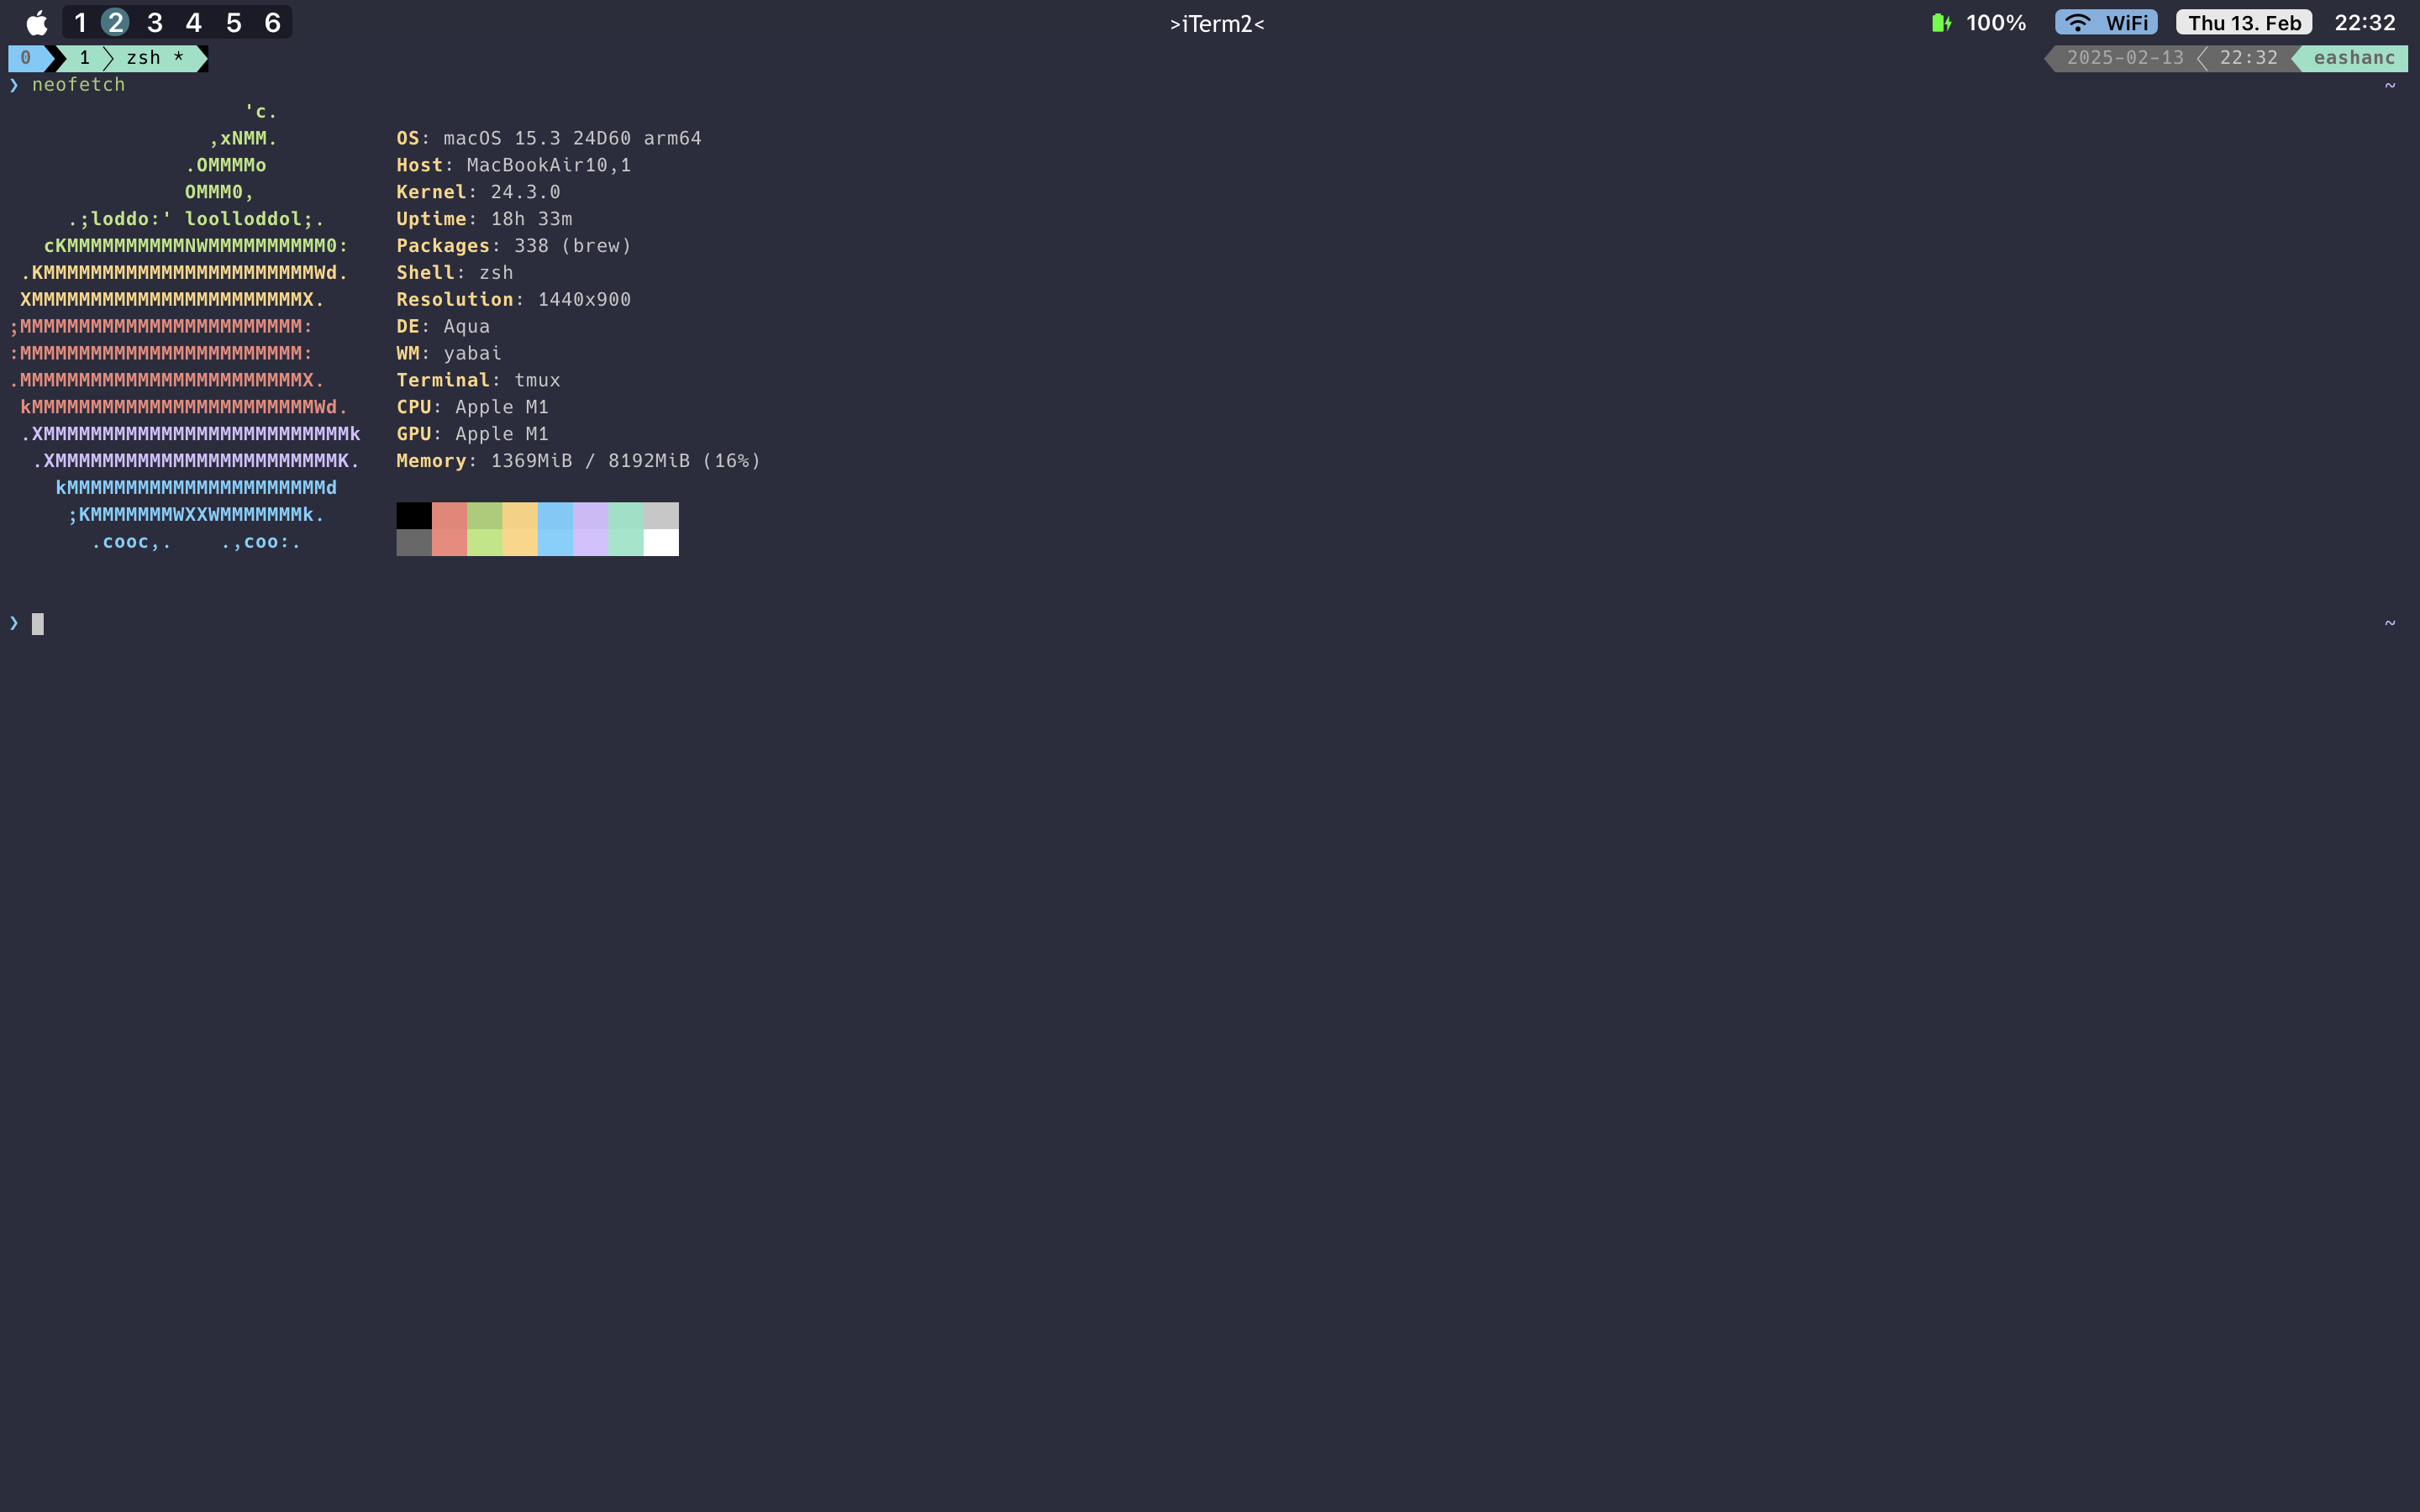 1 2 3 4 5 6 >iTerm2< 100% WiFi Thu 13. Feb 22:32
0 1 zsh * 2025-02-13 22:32 eashanc
❯ neofetch ~
'c.
,xNMM. OS: macOS 15.3 24D60 arm64
.OMMMMo Host: MacBookAir10,1
OMMM0, Kernel: 24.3.0
.;loddo:' loolloddol;. Uptime: 18h 33m
cKMMMMMMMMMMNWMMMMMMMMMM0: Packages: 338 (brew)
.KMMMMMMMMMMMMMMMMMMMMMMMWd. Shell: zsh
XMMMMMMMMMMMMMMMMMMMMMMMX. Resolution: 1440x900
;MMMMMMMMMMMMMMMMMMMMMMMM: DE: Aqua
:MMMMMMMMMMMMMMMMMMMMMMMM: WM: yabai
.MMMMMMMMMMMMMMMMMMMMMMMMX. Terminal: tmux
kMMMMMMMMMMMMMMMMMMMMMMMMWd. CPU: Apple M1
.XMMMMMMMMMMMMMMMMMMMMMMMMMMk GPU: Apple M1
.XMMMMMMMMMMMMMMMMMMMMMMMMK. Memory: 1369MiB / 8192MiB (16%)
kMMMMMMMMMMMMMMMMMMMMMMd
;KMMMMMMMWXXWMMMMMMMk.
.cooc,. .,coo:.
❯ ~